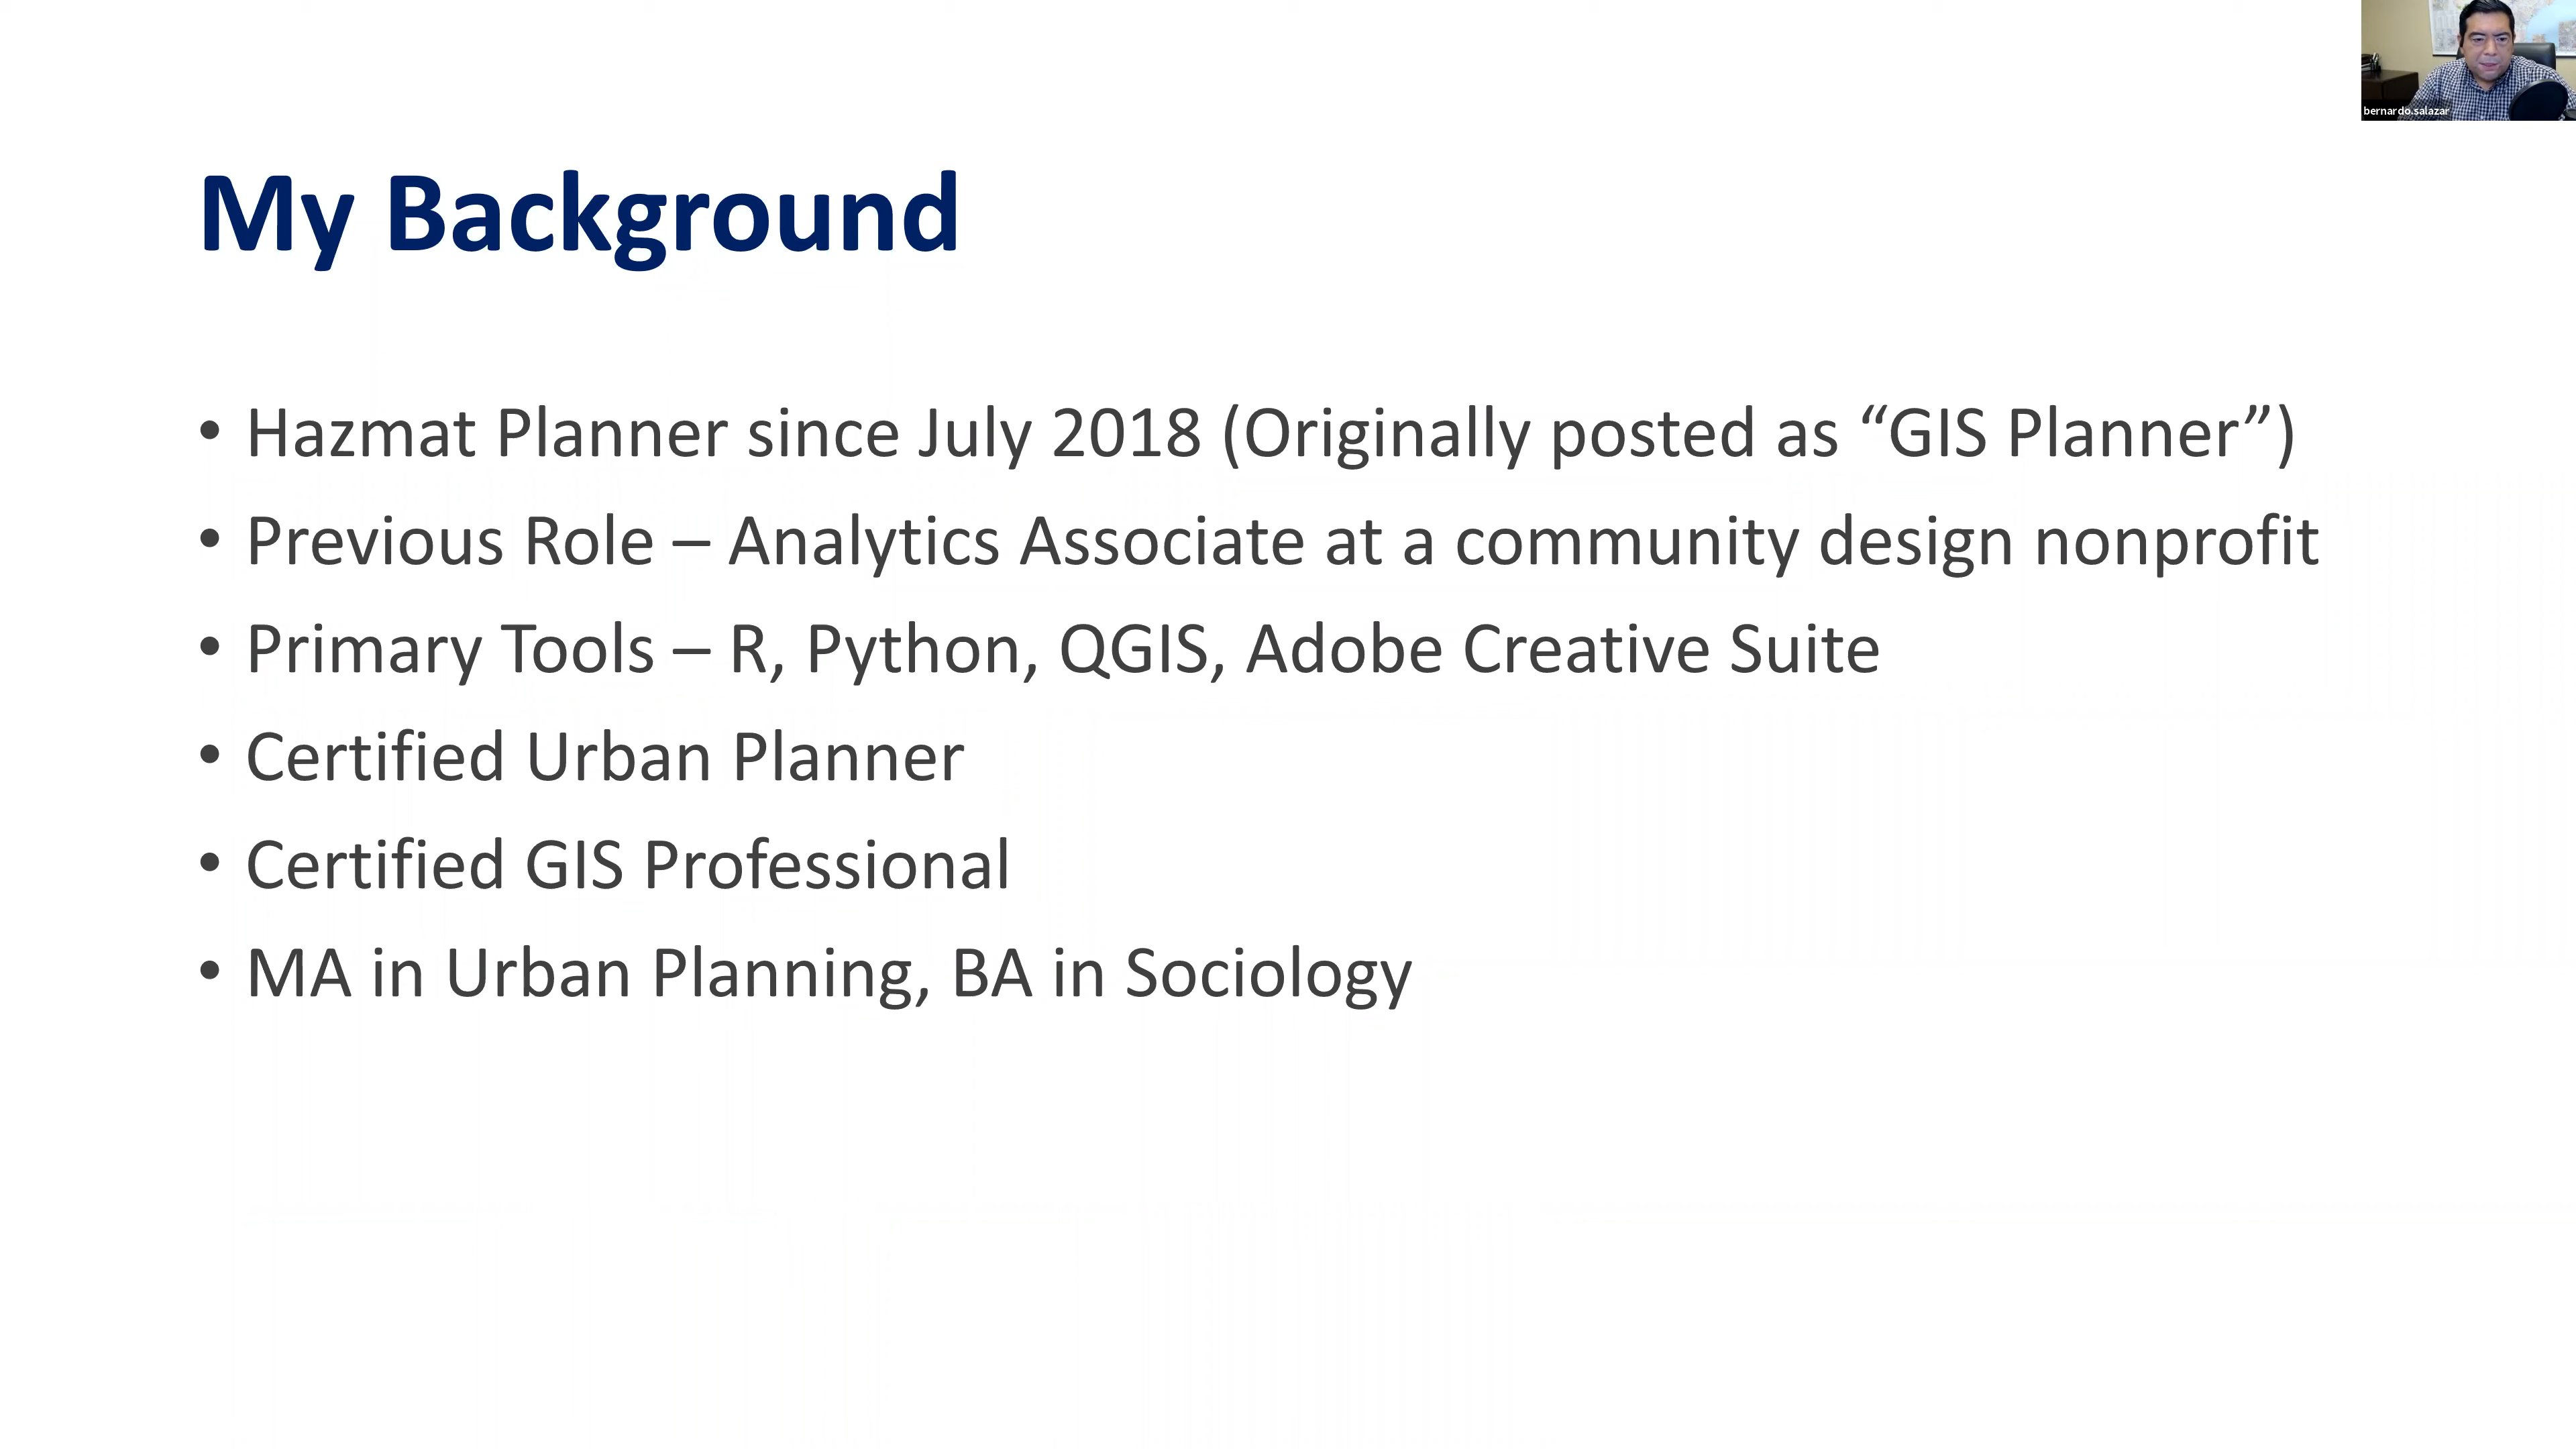 bernardo.salazar
My Background
• Hazmat Planner since July 2018 (Originally posted as “GIS Planner”)
• Previous Role – Analytics Associate at a community design nonprofit
• Primary Tools – R, Python, QGIS, Adobe Creative Suite
• Certified Urban Planner
• Certified GIS Professional
• MA in Urban Planning, BA in Sociology